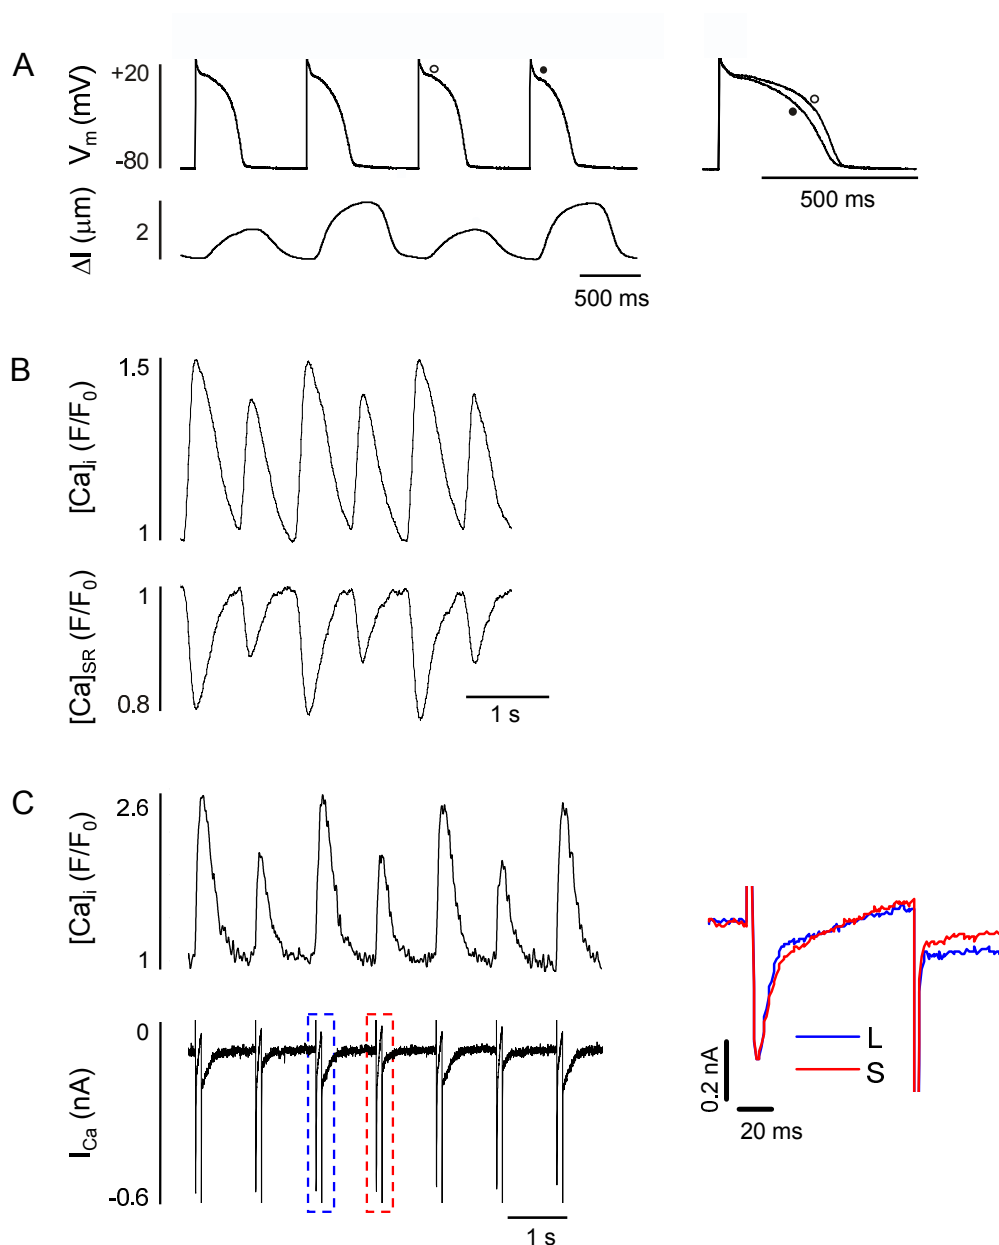 A
+20
-80
Vm (mV)
500 ms
2
Δl (μm)
500 ms
B
1.5
1
[Ca]i (F/F0)
1
0.8
[Ca]SR (F/F0)
1 s
C
2.6
1
[Ca]i (F/F0)
0
-0.6
ICa (nA)
1 s
L
S
0.2 nA
20 ms